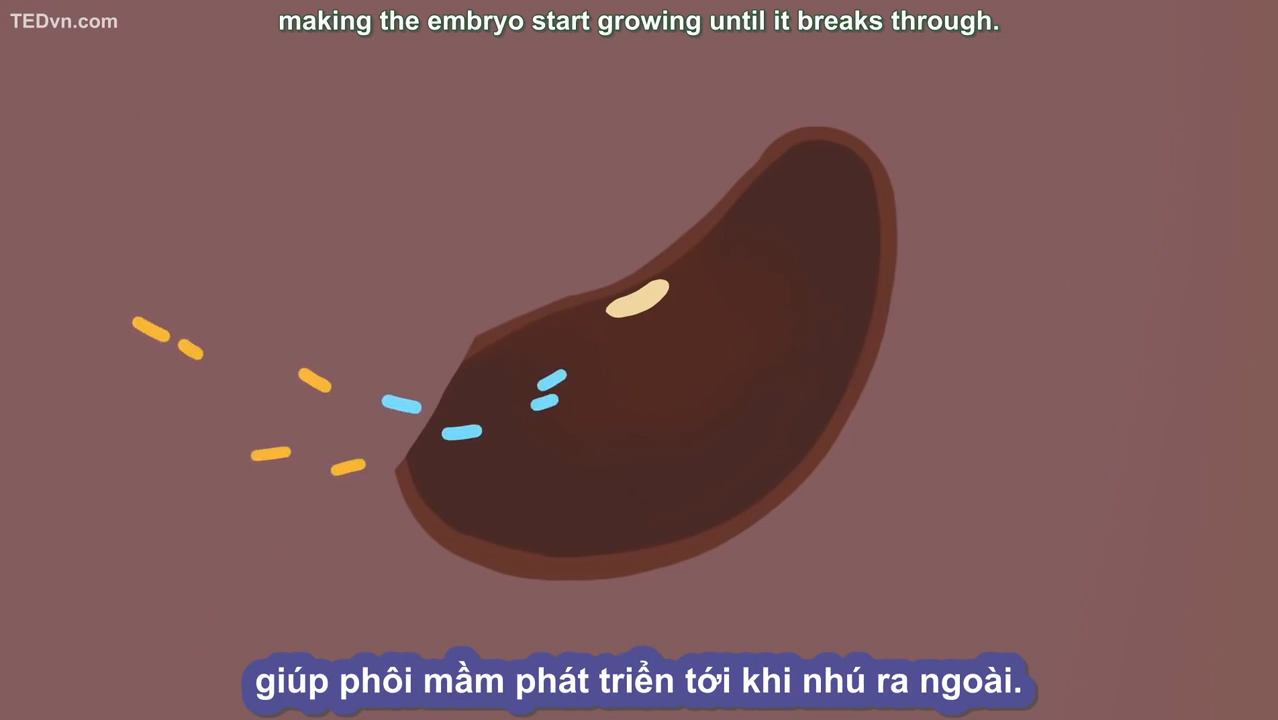 TEDvn.com
making the embryo start growing until it breaks through.
giúp phôi mầm phát triển tới khi nhú ra ngoài.